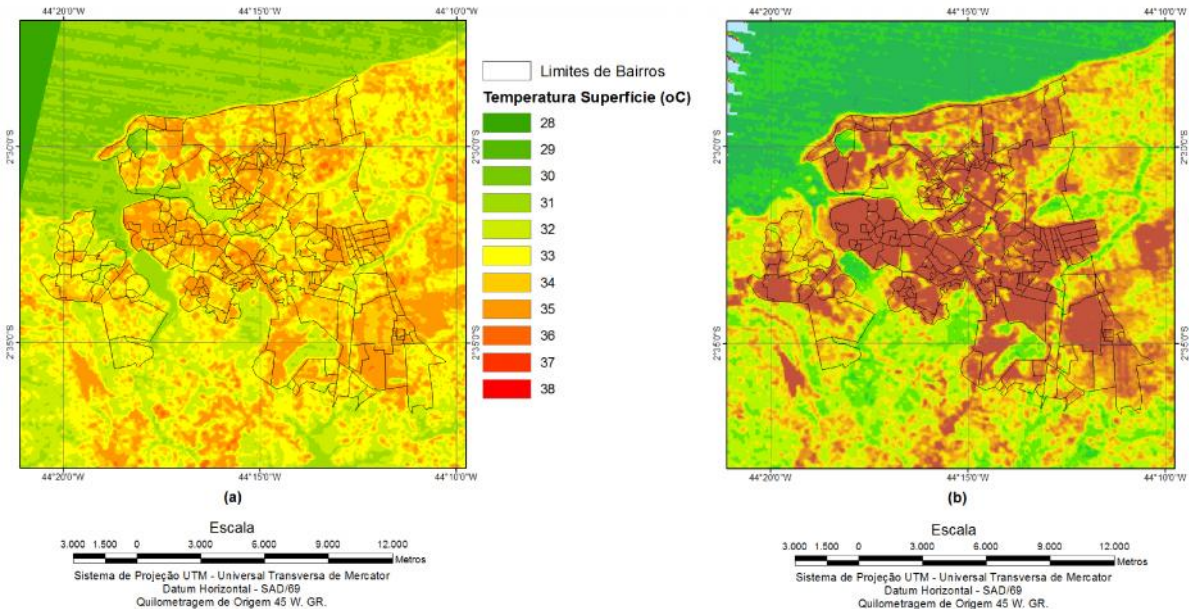 44°20'0"W 44°15'0"W 44°10'0"W
2°30'0"S
2°35'0"S
44°20'0"W 44°15'0"W 44°10'0"W
(a)
Escala
3.000 1.500 0 3.000 6.000 9.000 12.000
Metros
Sistema de Projeção UTM - Universal Transversa de Mercator
Datum Horizontal - SAD/69
Quilometragem de Origem 45 W. GR.
Limites de Bairros
Temperatura Superfície (oC)
28
29
30
31
32
33
34
35
36
37
38
44°20'0"W 44°15'0"W 44°10'0"W
2°30'0"S 2°30'0"S
2°35'0"S 2°35'0"S
44°20'0"W 44°15'0"W 44°10'0"W
(b)
Escala
3.000 1.500 0 3.000 6.000 9.000 12.000
Metros
Sistema de Projeção UTM - Universal Transversa de Mercator
Datum Horizontal - SAD/69
Quilometragem de Origem 45 W. GR.